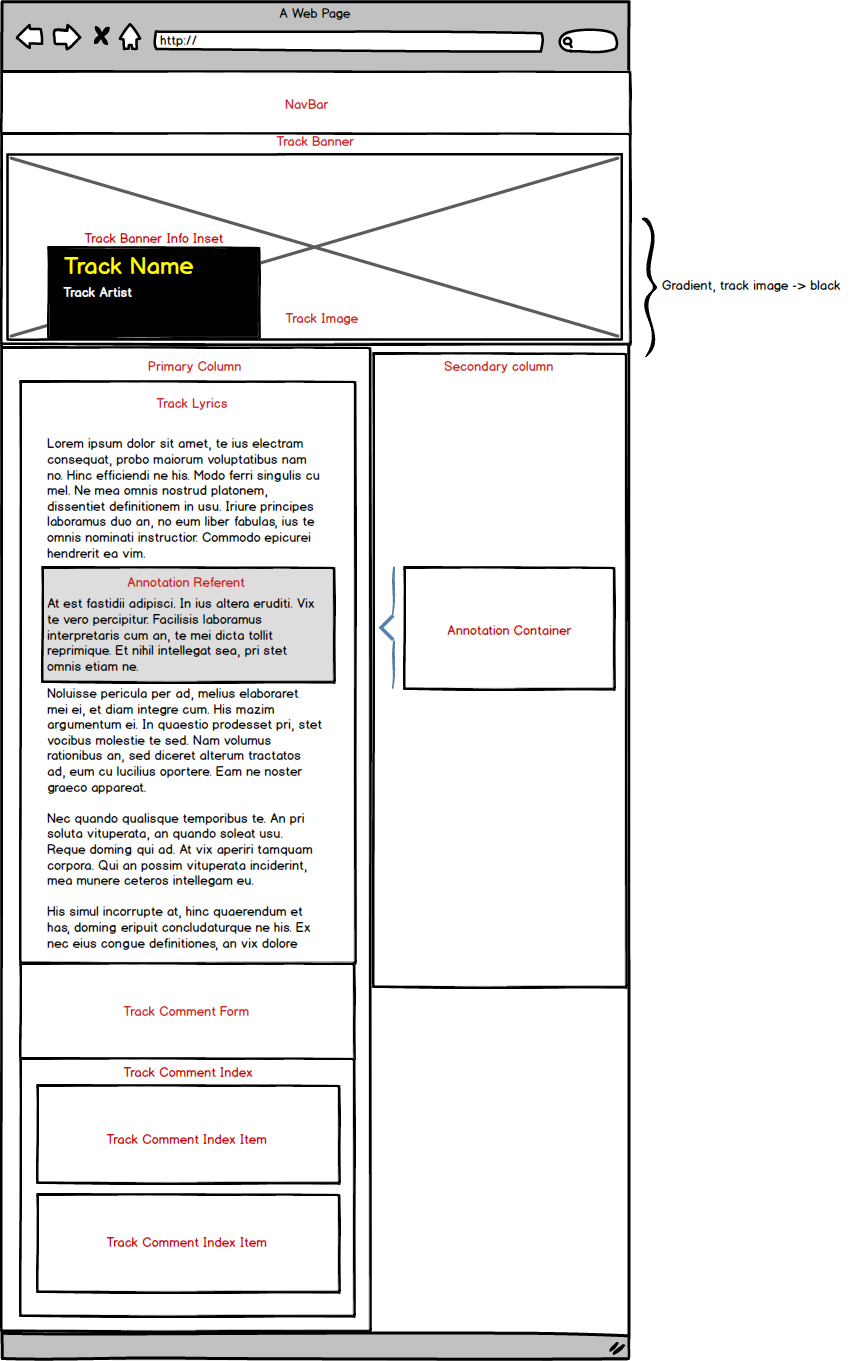 A Web Page
http://
NavBar
Track Banner
Track Banner Info Inset
Track Name
Track Artist
Track Image
Gradient, track image -> black
Primary Column
Track Lyrics
Lorem ipsum dolor sit amet, te ius electram
consequat, probo maiorum voluptatibus nam
no. Hinc efficiendi ne his. Modo ferri singulis cu
mel. Ne mea omnis nostrud platonem,
dissentiet definitionem in usu. Iriure principes
laboramus duo an, no eum liber fabulas, ius te
omnis nominati instructior. Commodo epicurei
hendrerit ea vim.
Annotation Referent
At est fastidii adipisci. In ius altera eruditi. Vix
te vero percipitur. Facilisis laboramus
interpretaris cum an, te mei dicta tollit
reprimique. Et nihil intellegat sea, pri stet
omnis etiam ne.
Noluisse pericula per ad, melius elaboraret
mei ei, et diam integre cum. His mazim
argumentum ei. In quaestio prodesset pri, stet
vocibus molestie te sed. Nam volumus
rationibus an, sed diceret alterum tractatos
ad, eum cu lucilius oportere. Eam ne noster
graeco appareat.
Nec quando qualisque temporibus te. An pri
soluta vituperata, an quando soleat usu.
Reque doming qui ad. At vix aperiri tamquam
corpora. Qui an possim vituperata inciderint,
mea munere ceteros intellegam eu.
His simul incorrupte at, hinc quaerendum et
has, doming eripuit concludaturque ne his. Ex
nec eius congue definitiones, an vix dolore
Track Comment Form
Track Comment Index
Track Comment Index Item
Track Comment Index Item
Secondary column
Annotation Container